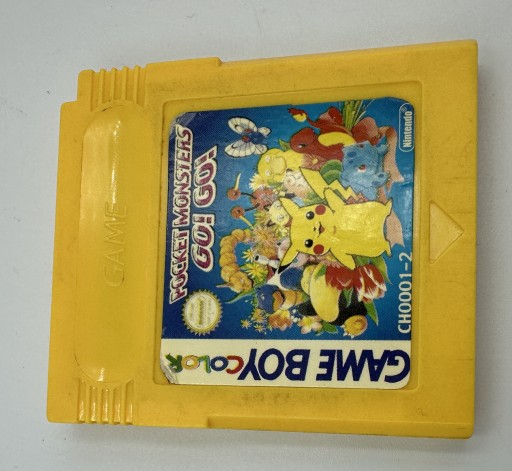 GAME
POCKET MONSTERS
GO! GO!
Nintendo
CH0001-2
GAME BOY COLOR